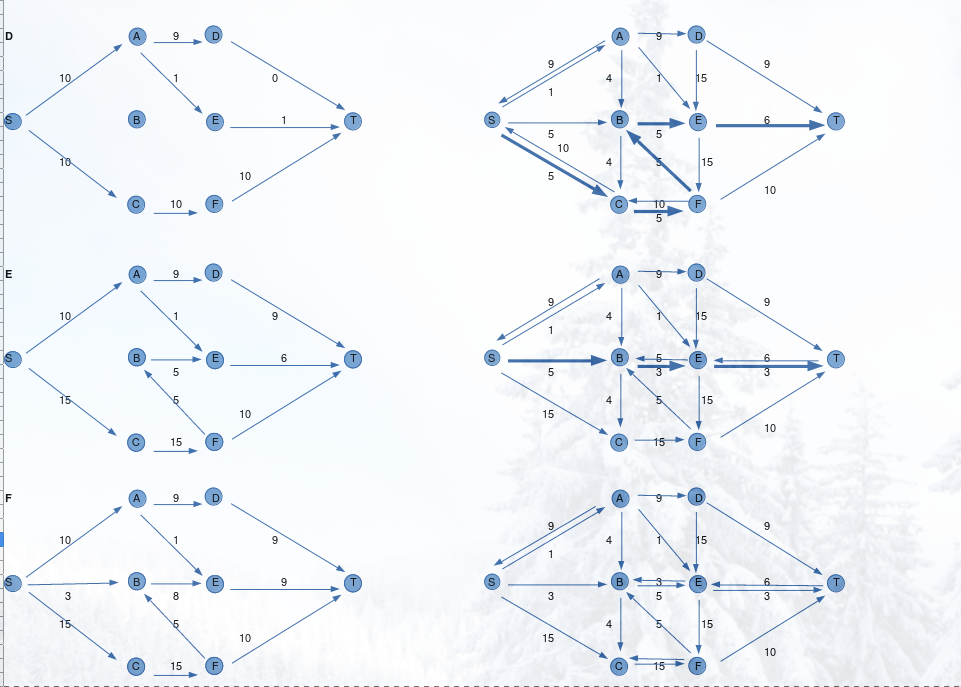 D
A 9 D A 9 D
10 1 0 9 1 4 1 15 9
S B E 1 T S 5 B 5 E 6 T
10 10 10 5 4 5 15 10
C 10 F C 10 5 F
E
A 9 D A 9 D
10 1 9 9 1 4 1 15 9
S B 5 E 6 T S 5 B 5 3 E 6 3 T
15 5 10 15 4 5 15 10
C 15 F C 15 F
F
A 9 D A 9 D
10 1 9 9 1 4 1 15 9
S 3 B 8 E 9 T S 3 B 3 5 E 6 3 T
15 5 10 15 4 5 15 10
C 15 F C 15 F